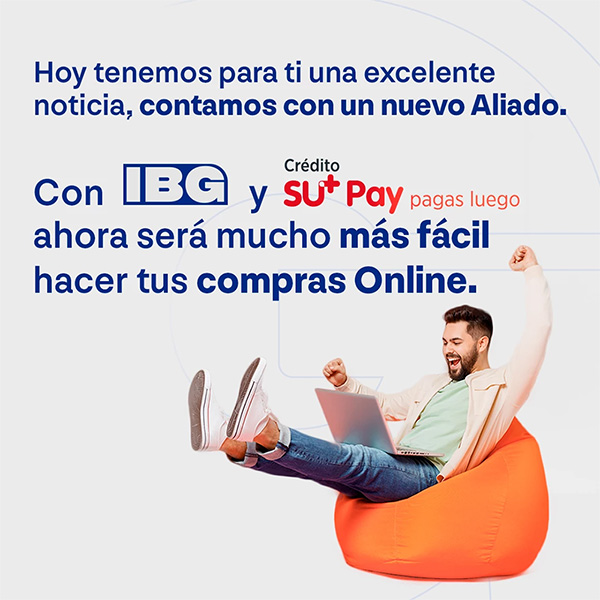 Hoy tenemos para ti una excelente
noticia, contamos con un nuevo Aliado.
Crédito
Con IBG y SU+ Pay pagas luego
ahora será mucho más fácil
hacer tus compras Online.